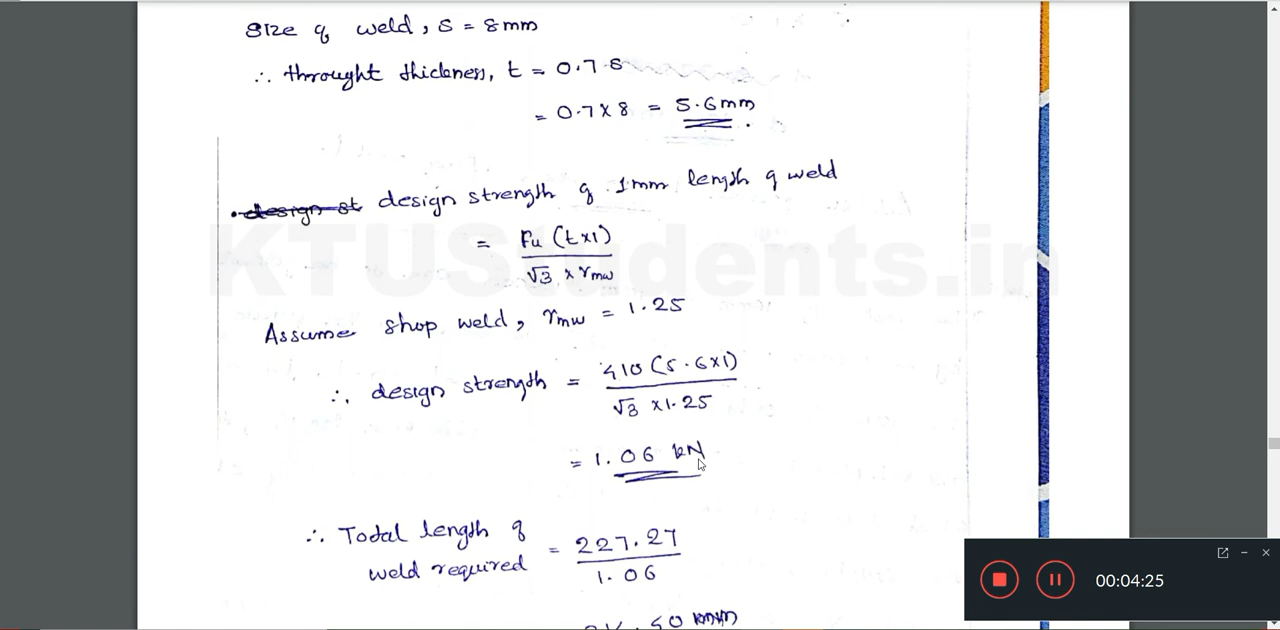 Size of weld, S = 8mm
∴ throught thickness, t = 0.7 S
= 0.7 × 8 = 5.6mm
design st design strength of 1mm length of weld
= Fu (t×1) / √3 × γmw
KTUStudents.in
Assume shop weld, γmw = 1.25
∴ design strength = 410 (5.6×1) / √3 ×1.25
= 1.06 kN
∴ Total length of weld required = 227.27 / 1.06
00:04:25